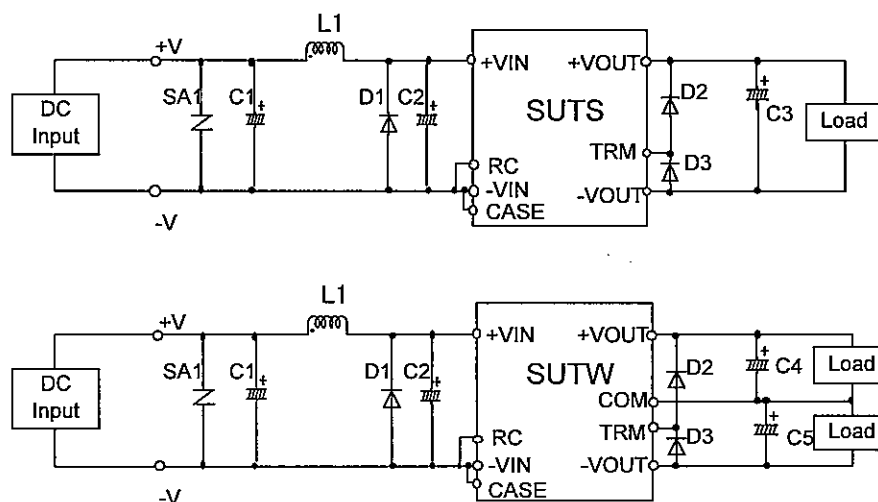 L1
+V
+VIN
+VOUT
DC
Input
SA1
C1
D1
C2
SUTS
D2
C3
Load
TRM
D3
RC
-VIN
-VOUT
CASE
-V
L1
+V
+VIN
+VOUT
DC
Input
SA1
C1
D1
C2
SUTW
D2
C4
Load
COM
TRM
RC
D3
C5
Load
-VIN
-VOUT
CASE
-V